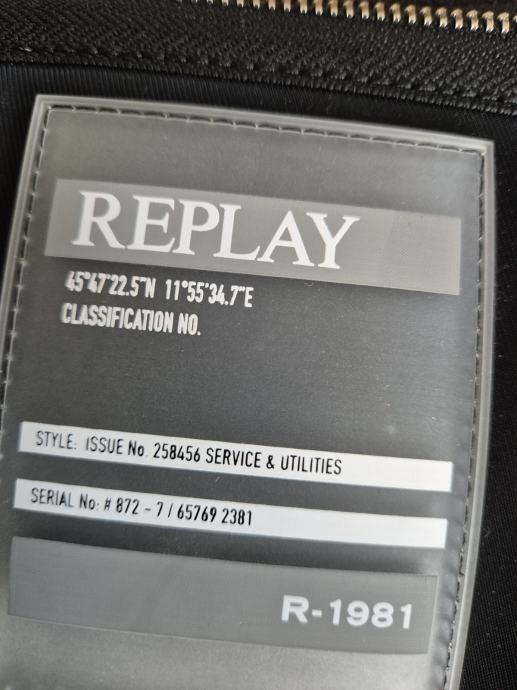 REPLAY
45°47'22.5"N 11°55'34.7"E
CLASSIFICATION NO.
STYLE: ISSUE No. 258456 SERVICE & UTILITIES
SERIAL No: # 872 - 7 / 65769 2381
R-1981